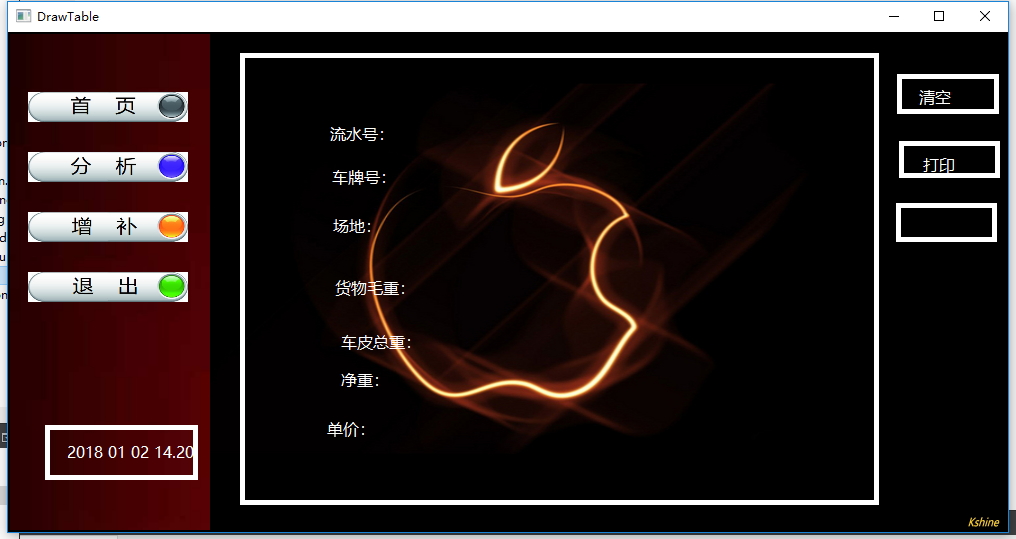 DrawTable
首 页
分 析
增 补
退 出
2018 01 02 14.20
流水号：
车牌号：
场地：
货物毛重：
车皮总重：
净重：
单价：
清空
打印
Kshine